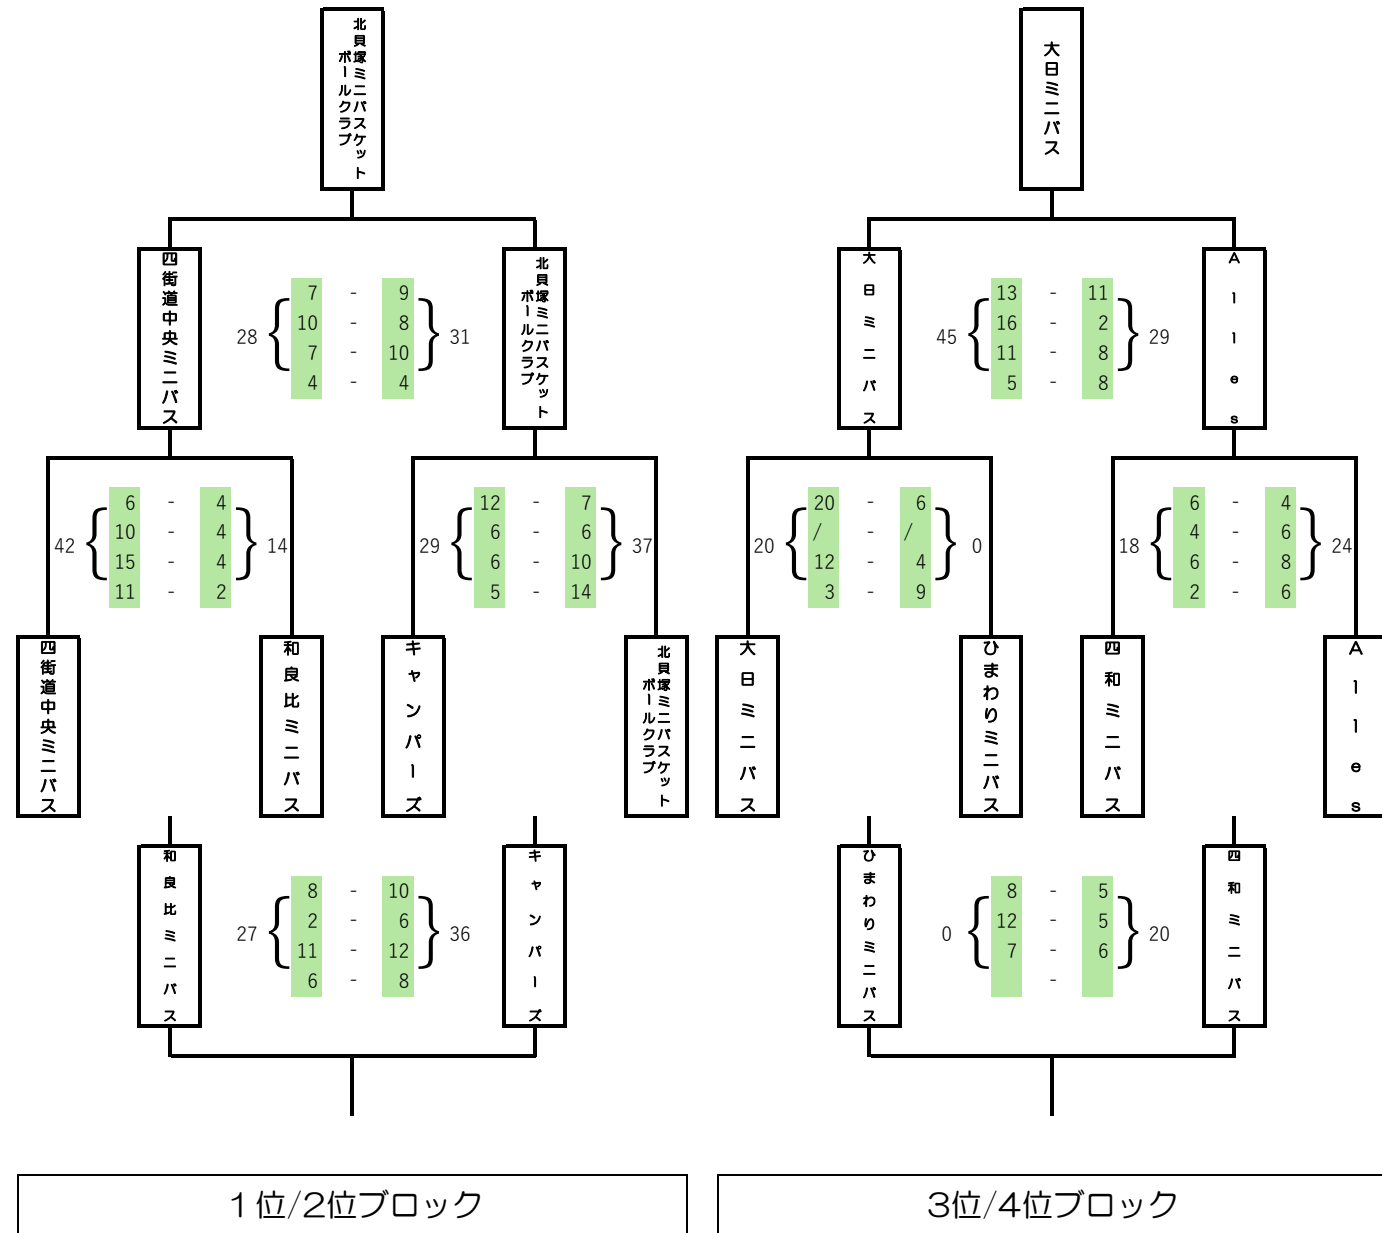 北貝塚ミニバスケット
ボールクラブ
大日ミニバス
四街道中央ミニバス
28
7 - 9
10 - 8
7 - 10
4 - 4
31
北貝塚ミニバスケット
ボールクラブ
大日ミニバス
45
13 - 11
16 - 2
11 - 8
5 - 8
29
Alles
42
6 - 4
10 - 4
15 - 4
11 - 2
14
29
12 - 7
6 - 6
6 - 10
5 - 14
37
20
20 - 6
/ - /
12 - 4
3 - 9
0
18
6 - 4
4 - 6
6 - 8
2 - 6
24
四街道中央ミニバス
和良比ミニバス
キャンパーズ
北貝塚ミニバスケット
ボールクラブ
大日ミニバス
ひまわりミニバス
四和ミニバス
Alles
和良比ミニバス
27
8 - 10
2 - 6
11 - 12
6 - 8
36
キャンパーズ
ひまわりミニバス
0
8 - 5
12 - 5
7 - 6
-
20
四和ミニバス
1位/2位ブロック
3位/4位ブロック